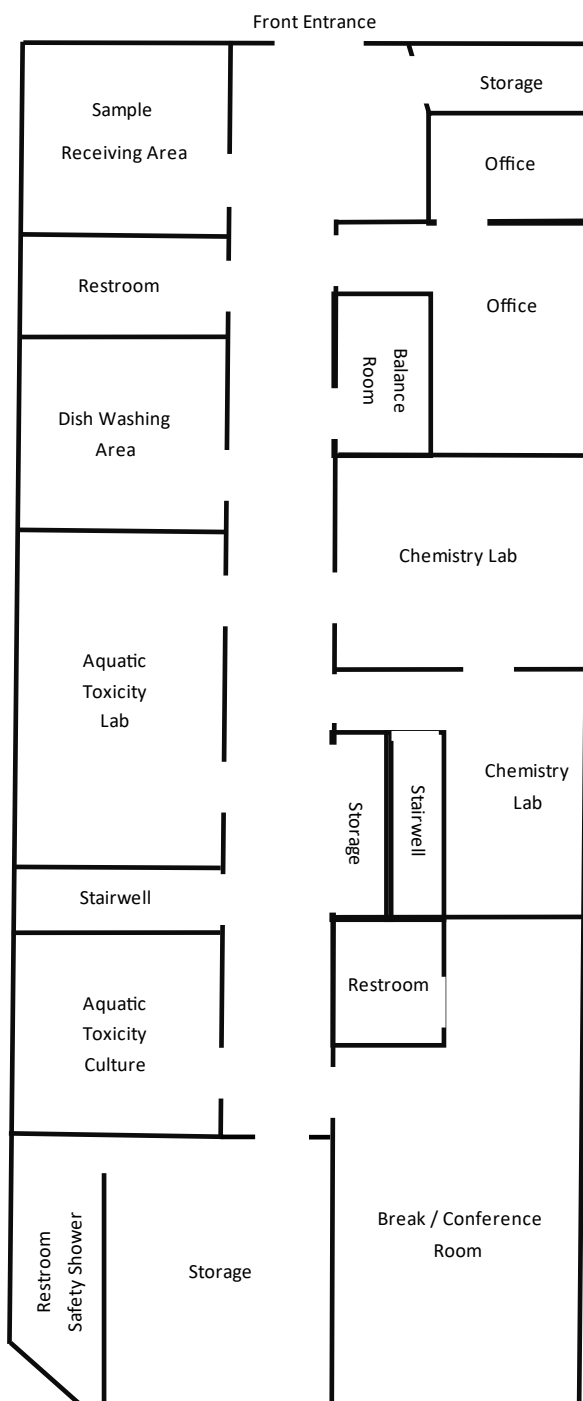 Front Entrance
Storage
Sample
Receiving Area
Office
Restroom
Office
Balance
Room
Dish Washing
Area
Chemistry Lab
Aquatic
Toxicity
Lab
Chemistry
Lab
Storage
Stairwell
Stairwell
Restroom
Aquatic
Toxicity
Culture
Break / Conference
Room
Restroom
Safety Shower
Storage